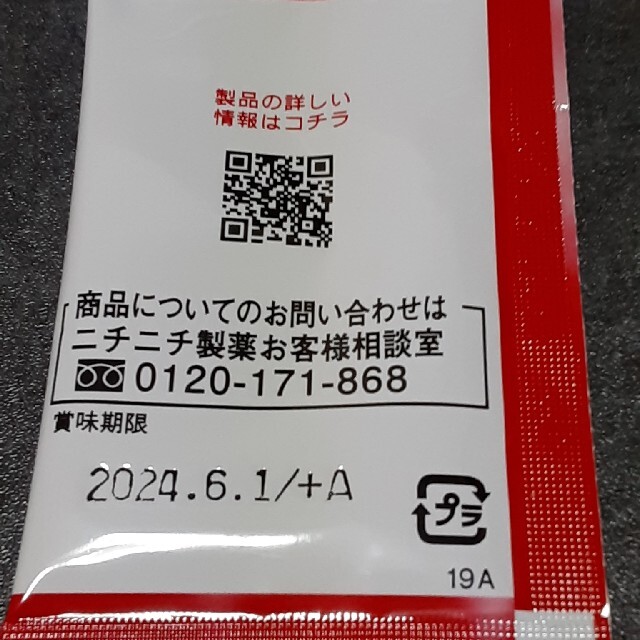 製品の詳しい
情報はコチラ
商品についてのお問い合わせは
ニチニチ製薬お客様相談室
0120-171-868
賞味期限
2024.6.1/+A
プラ
19A